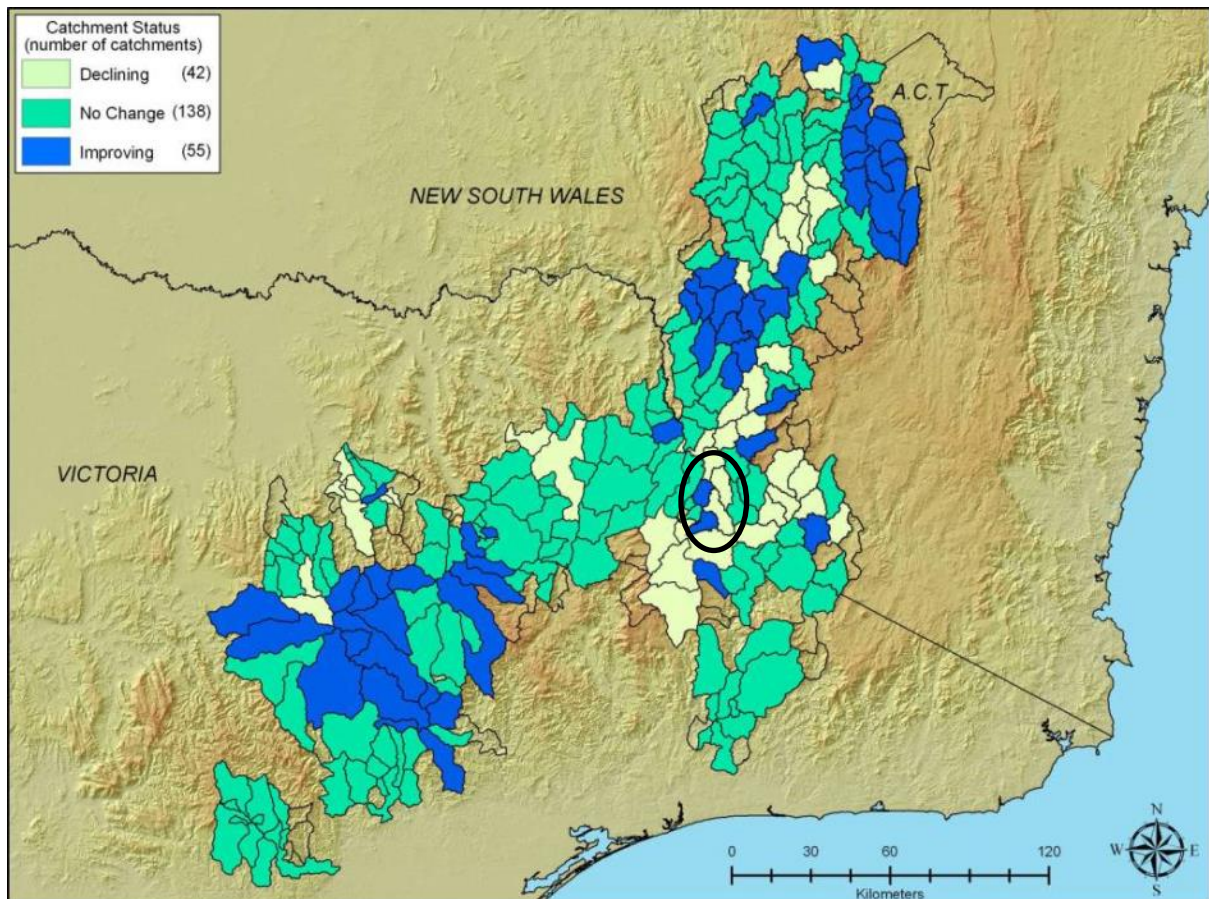 Catchment Status
(number of catchments)
Declining (42)
No Change (138)
Improving (55)
A.C.T
NEW SOUTH WALES
VICTORIA
N
W E
S
0 30 60 120
Kilometers